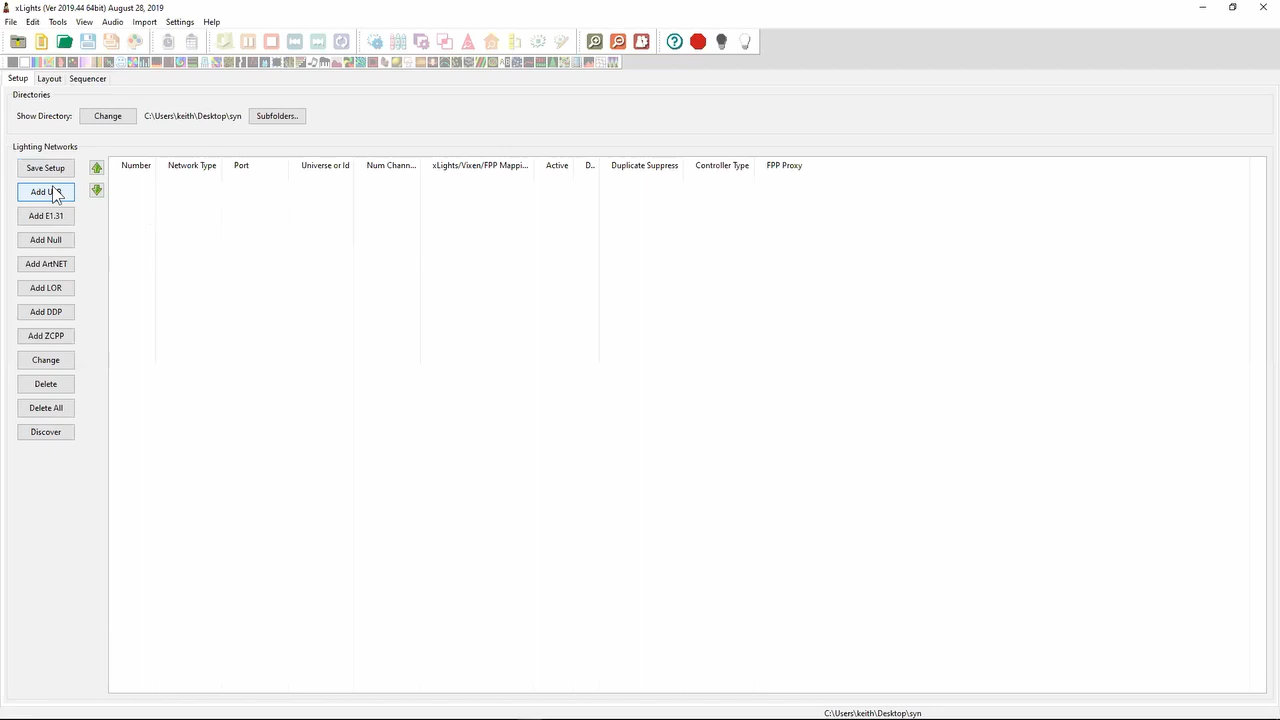 xLights (Ver 2019.44 64bit) August 28, 2019
File Edit Tools View Audio Import Settings Help
Setup Layout Sequencer
Directories
Show Directory: Change C:\Users\keith\Desktop\syn Subfolders..
Lighting Networks
Number Network Type Port Universe or Id Num Chann... xLights/Vixen/FPP Mappi... Active D.. Duplicate Suppress Controller Type FPP Proxy
Save Setup
Add
Add E1.31
Add Null
Add ArtNET
Add LOR
Add DDP
Add ZCPP
Change
Delete
Delete All
Discover
C:\Users\keith\Desktop\syn